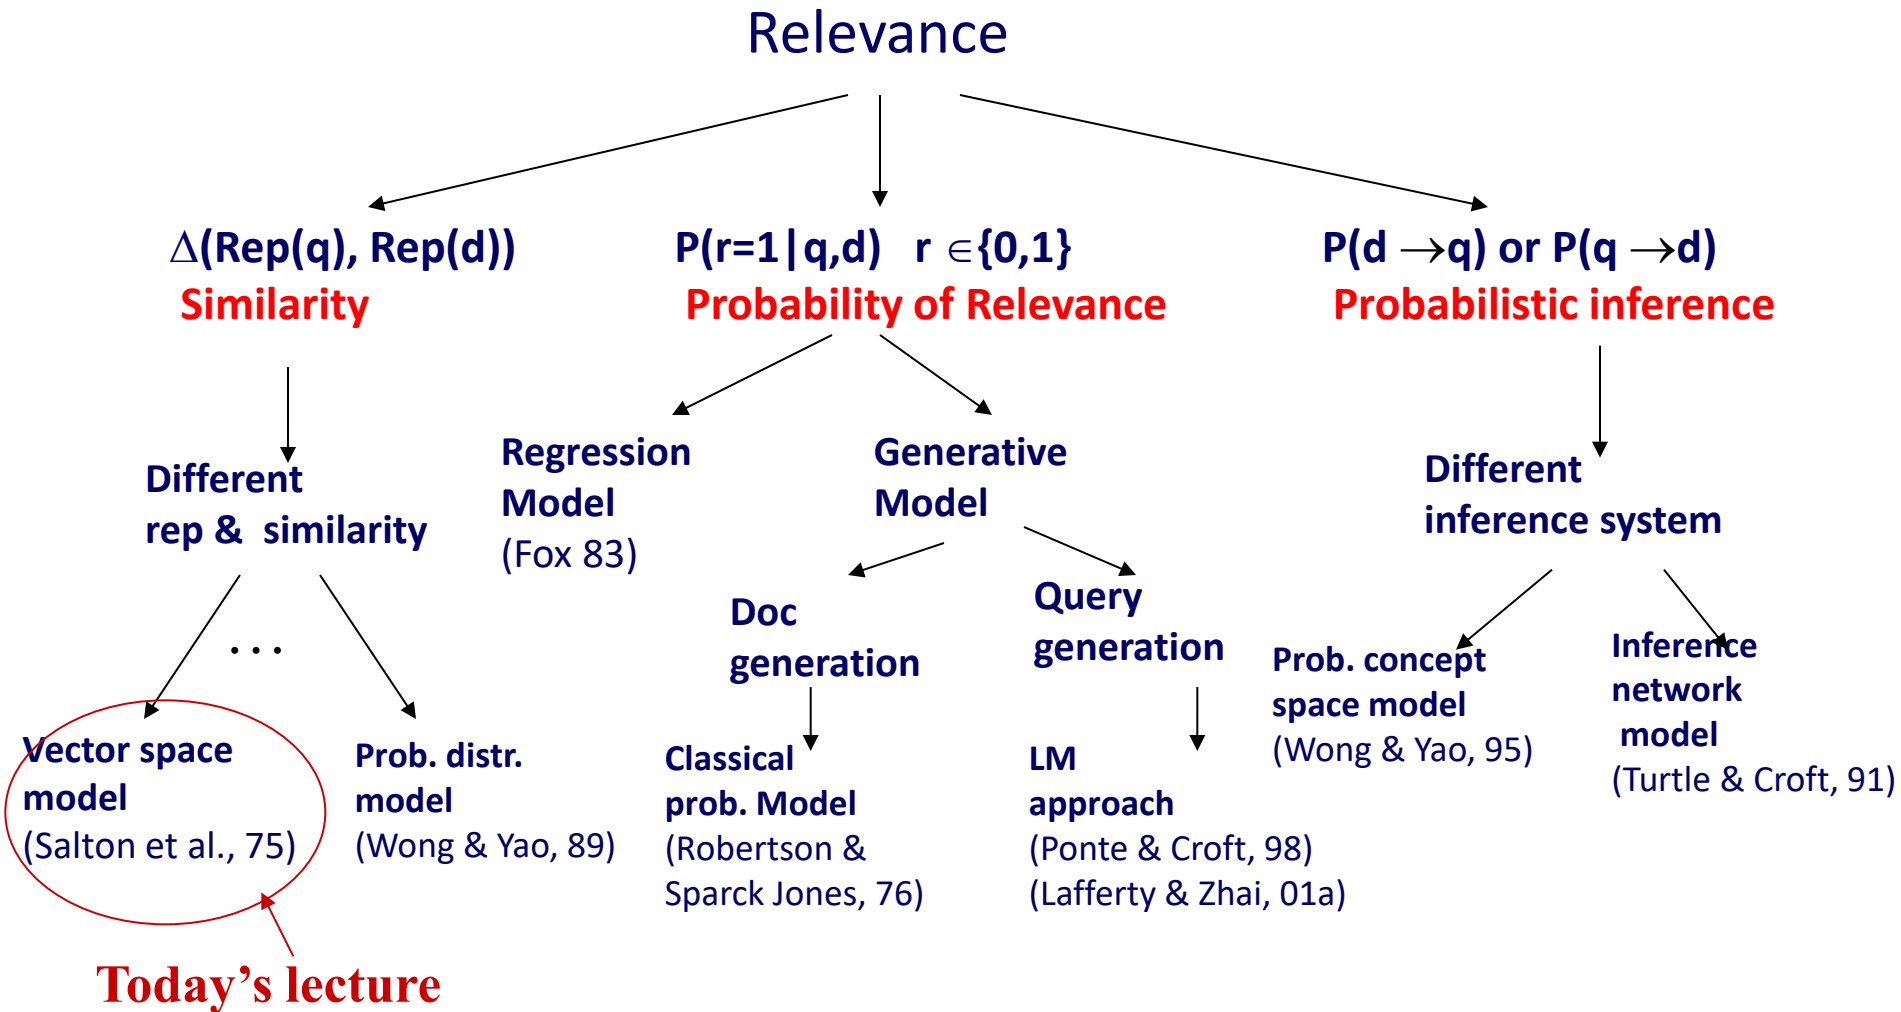 Relevance
∆(Rep(q), Rep(d))
Similarity
P(r=1|q,d) r ∈{0,1}
Probability of Relevance
P(d →q) or P(q →d)
Probabilistic inference
Different
rep & similarity
Regression
Model
(Fox 83)
Generative
Model
Different
inference system
Doc
generation
Query
generation
. . .
Vector space
model
(Salton et al., 75)
Prob. distr.
model
(Wong & Yao, 89)
Classical
prob. Model
(Robertson &
Sparck Jones, 76)
LM
approach
(Ponte & Croft, 98)
(Lafferty & Zhai, 01a)
Prob. concept
space model
(Wong & Yao, 95)
Inference
network
model
(Turtle & Croft, 91)
Today’s lecture